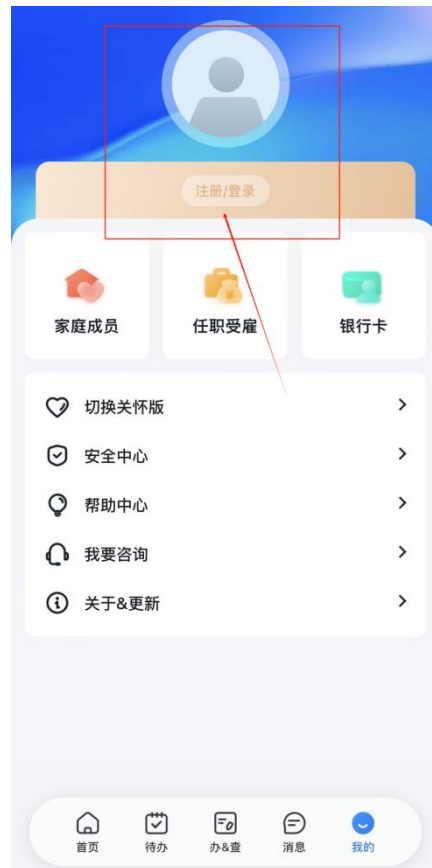 注册/登录
家庭成员 任职受雇 银行卡
切换关怀版
安全中心
帮助中心
我要咨询
关于&更新
首页 待办 办&查 消息 我的